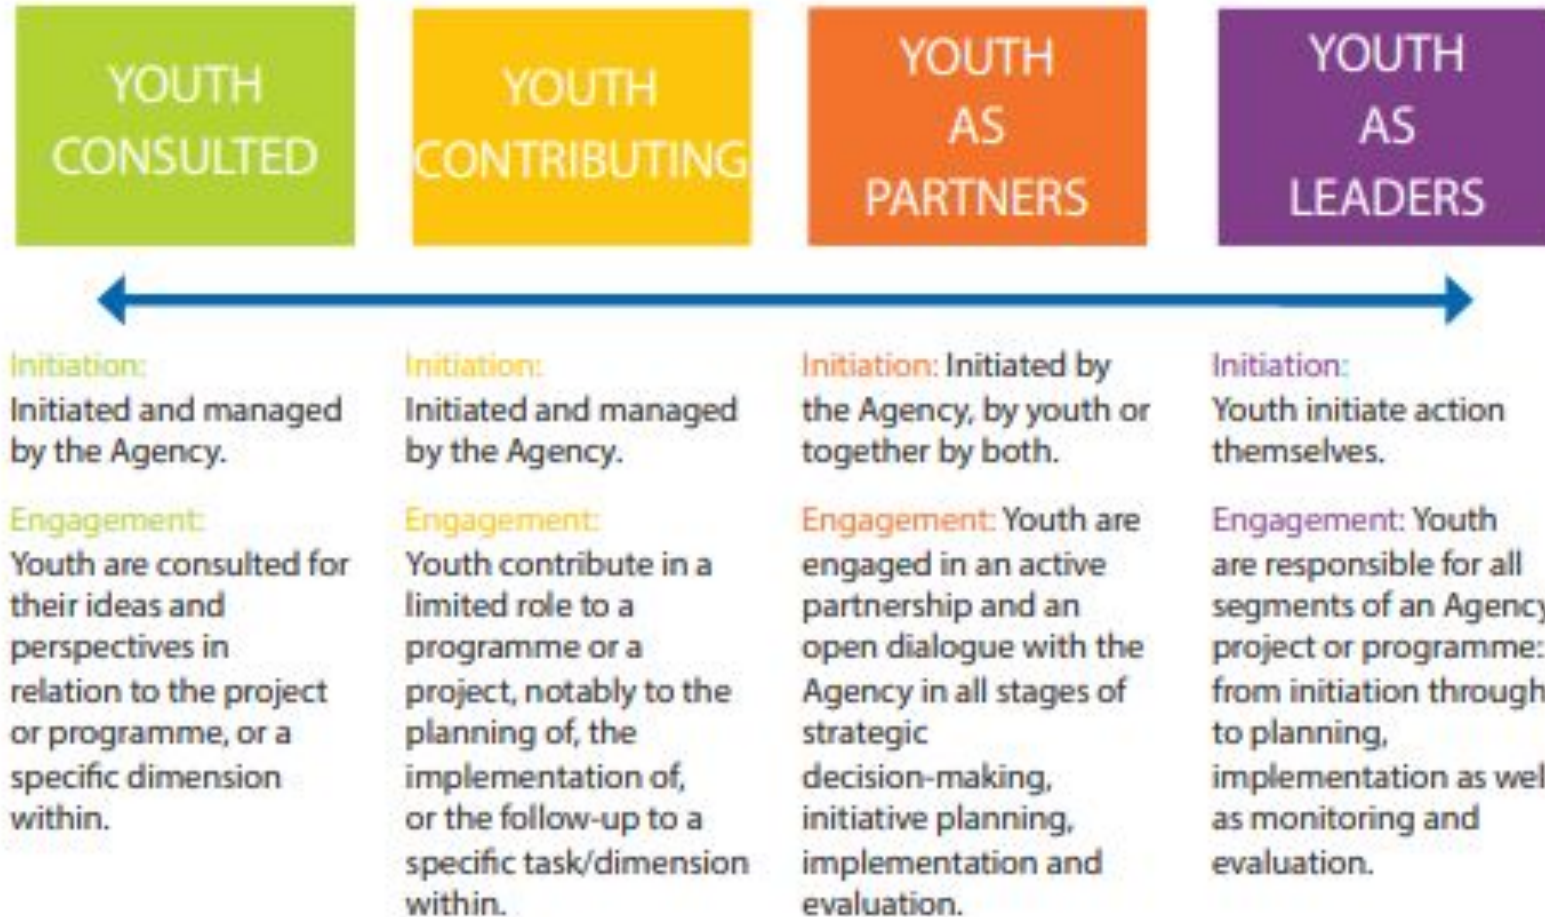 YOUTH
CONSULTED
YOUTH
CONTRIBUTING
YOUTH
AS
PARTNERS
YOUTH
AS
LEADERS
Initiation:
Initiated and managed
by the Agency.
Engagement:
Youth are consulted for
their ideas and
perspectives in
relation to the project
or programme, or a
specific dimension
within.
Initiation:
Initiated and managed
by the Agency.
Engagement:
Youth contribute in a
limited role to a
programme or a
project, notably to the
planning of, the
implementation of,
or the follow-up to a
specific task/dimension
within.
Initiation: Initiated by
the Agency, by youth or
together by both.
Engagement: Youth are
engaged in an active
partnership and an
open dialogue with the
Agency in all stages of
strategic
decision-making,
initiative planning,
implementation and
evaluation.
Initiation:
Youth initiate action
themselves.
Engagement: Youth
are responsible for all
segments of an Agency
project or programme:
from initiation through
to planning,
implementation as well
as monitoring and
evaluation.